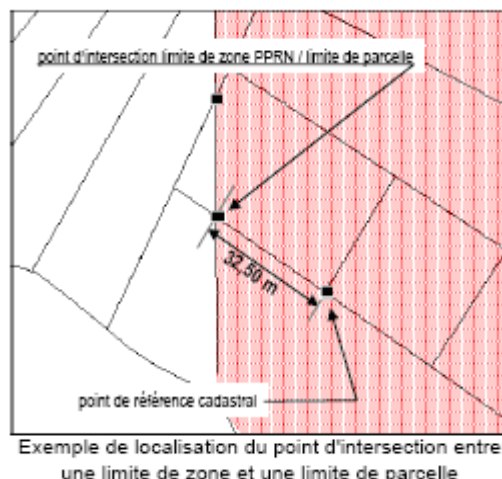 point d'intersection limite de zone PPRN / limite de parcelle
32,50 m
point de référence cadastral
Exemple de localisation du point d'intersection entre
une limite de zone et une limite de parcelle